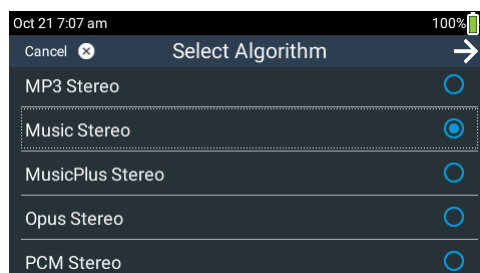 Oct 21 7:07 am 100%
Cancel Select Algorithm
MP3 Stereo
Music Stereo
MusicPlus Stereo
Opus Stereo
PCM Stereo